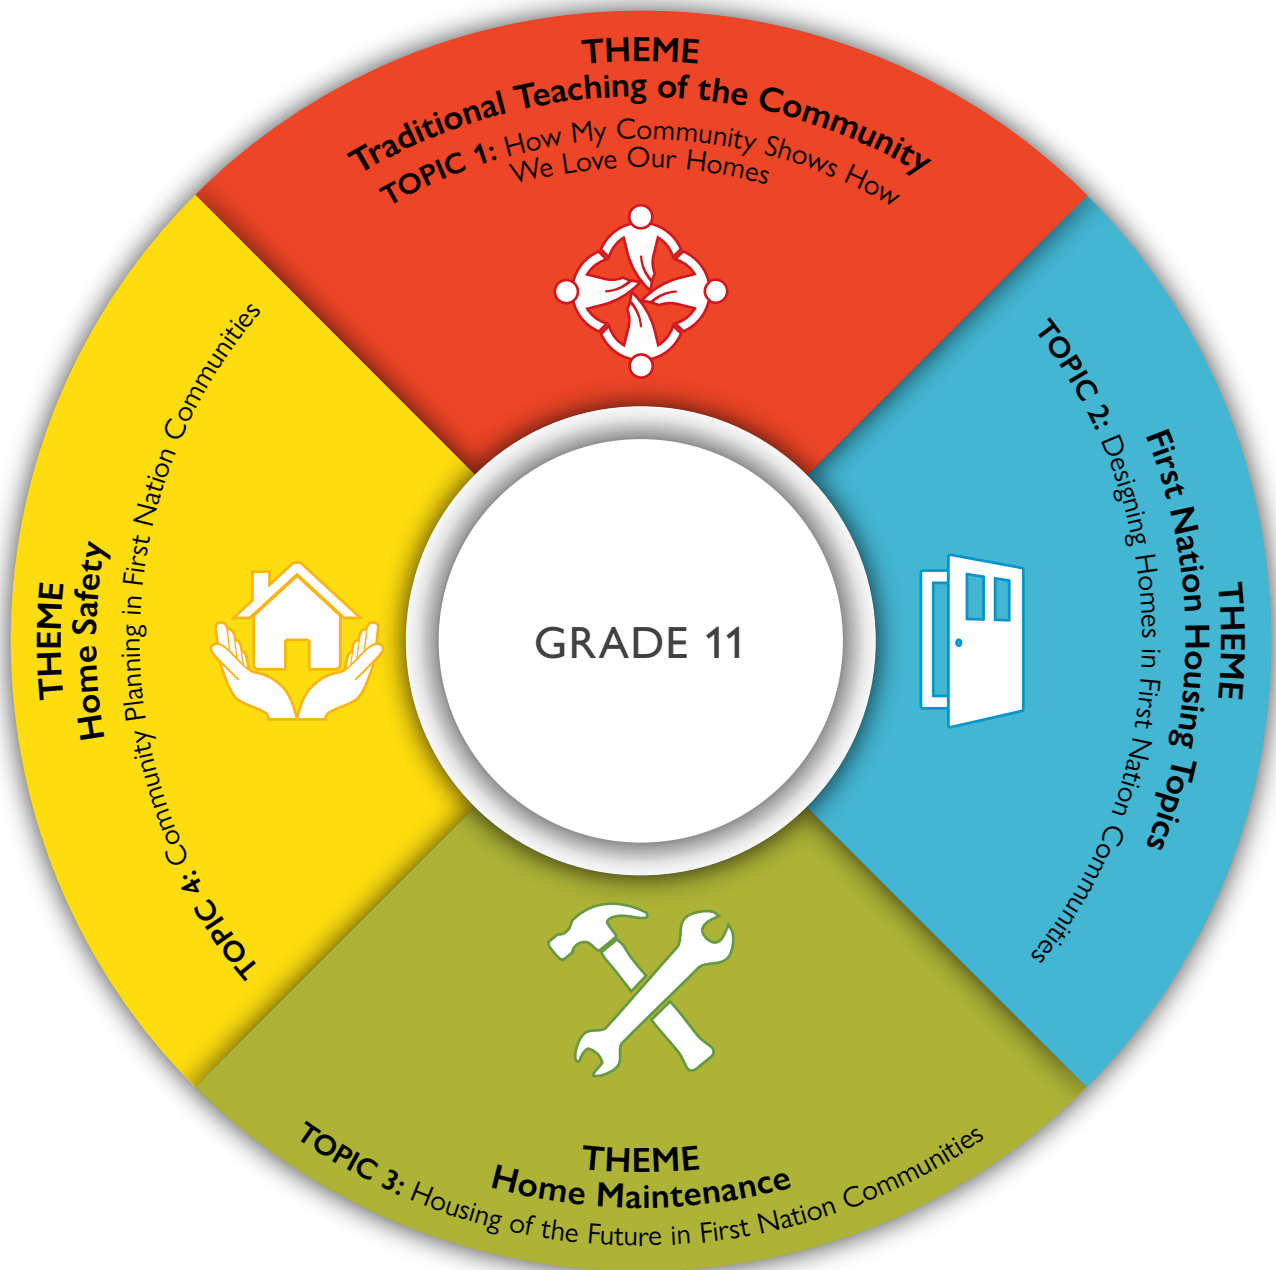 THEME
Traditional Teaching of the Community
TOPIC 1: How My Community Shows How
We Love Our Homes
THEME
First Nation Housing Topics
TOPIC 2: Designing Homes in First Nation Communities
THEME
Home Maintenance
TOPIC 3: Housing of the Future in First Nation Communities
THEME
Home Safety
TOPIC 4: Community Planning in First Nation Communities
GRADE 11